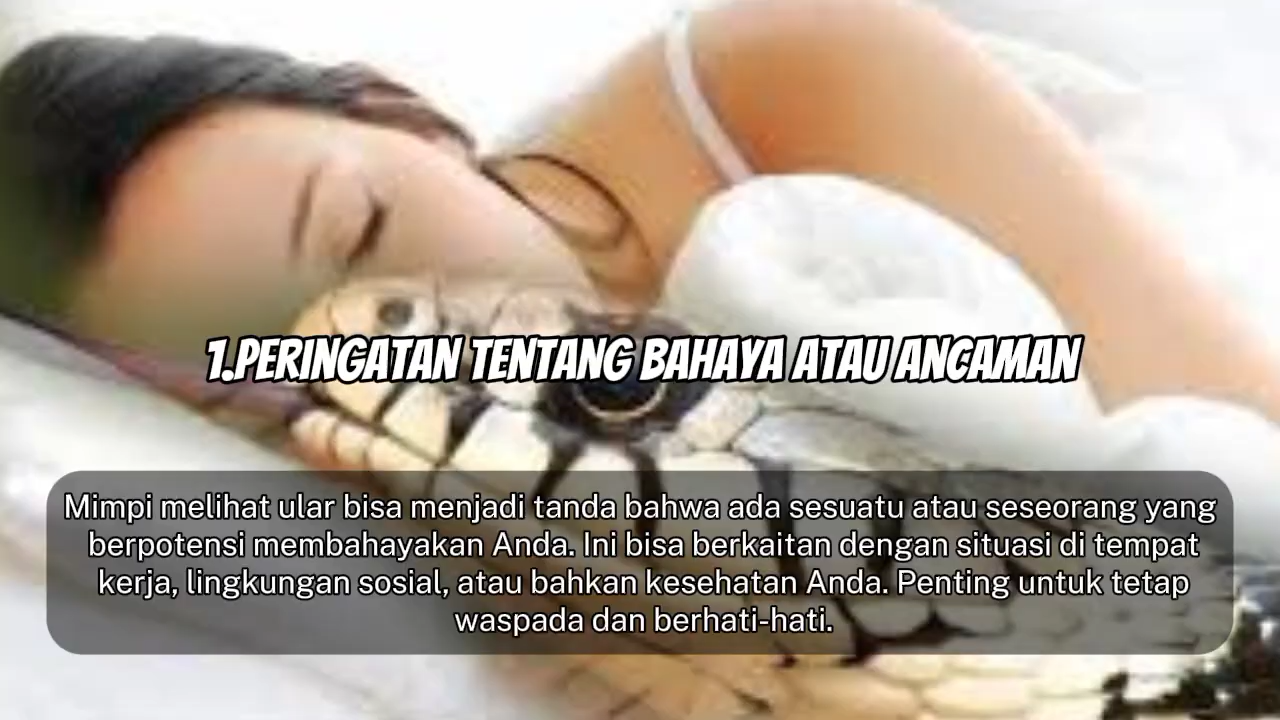 1.PERINGATAN TENTANG BAHAYA ATAU ANCAMAN
Mimpi melihat ular bisa menjadi tanda bahwa ada sesuatu atau seseorang yang
berpotensi membahayakan Anda. Ini bisa berkaitan dengan situasi di tempat
kerja, lingkungan sosial, atau bahkan kesehatan Anda. Penting untuk tetap
waspada dan berhati-hati.